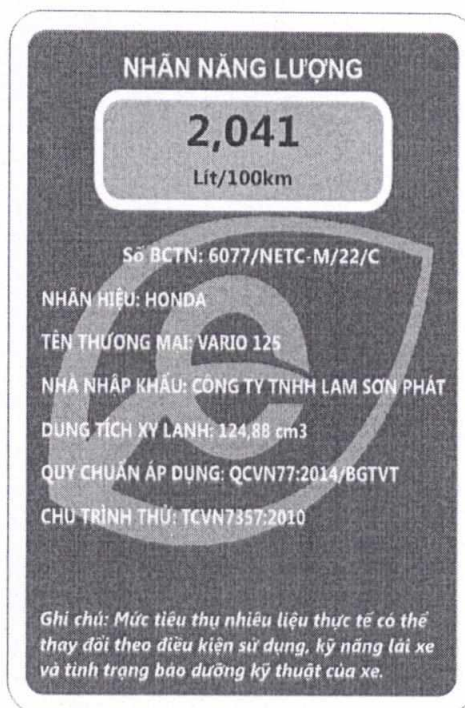 NHÃN NĂNG LƯỢNG
2,041
Lít/100km
Số BCTN: 6077/NETC-M/22/C
NHÃN HIỆU: HONDA
TÊN THƯƠNG MẠI: VARIO 125
NHÀ NHẬP KHẨU: CÔNG TY TNHH LAM SƠN PHÁT
DUNG TÍCH XY LANH: 124,88 cm3
QUY CHUẨN ÁP DỤNG: QCVN77:2014/BGTVT
CHU TRÌNH THỬ: TCVN7357:2010
Ghi chú: Mức tiêu thụ nhiêu liệu thực tế có thể
thay đổi theo điều kiện sử dụng, kỹ năng lái xe
và tình trạng bảo dưỡng kỹ thuật của xe.